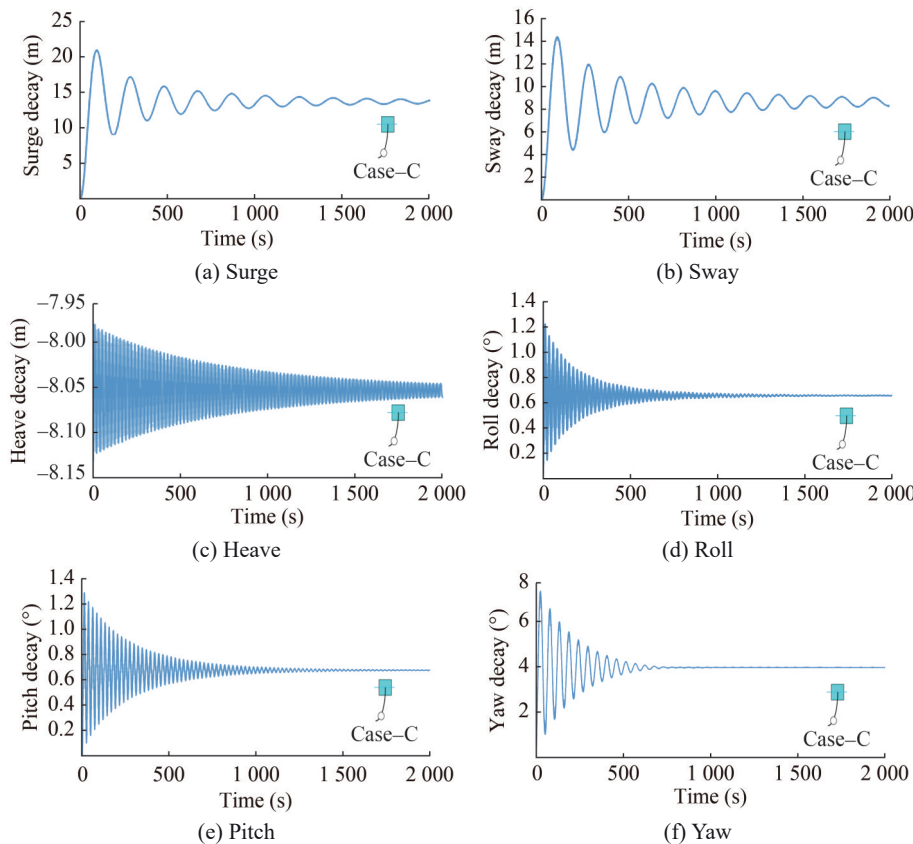 25
20
15
10
5
0
500
1 000
1 500
2 000
Surge decay (m)
Time (s)
Case–C
(a) Surge
16
14
12
10
8
6
4
2
0
500
1 000
1 500
2 000
Sway decay (m)
Time (s)
Case–C
(b) Sway
–7.95
–8.00
–8.05
–8.10
–8.15
0
500
1 000
1 500
2 000
Heave decay (m)
Time (s)
Case–C
(c) Heave
1.4
1.2
1.0
0.8
0.6
0.4
0.2
0
500
1 000
1 500
2 000
Roll decay (°)
Time (s)
Case–C
(d) Roll
1.4
1.2
1.0
0.8
0.6
0.4
0.2
0
500
1 000
1 500
2 000
Pitch decay (°)
Time (s)
Case–C
(e) Pitch
8
6
4
2
0
500
1 000
1 500
2 000
Yaw decay (°)
Time (s)
Case–C
(f) Yaw